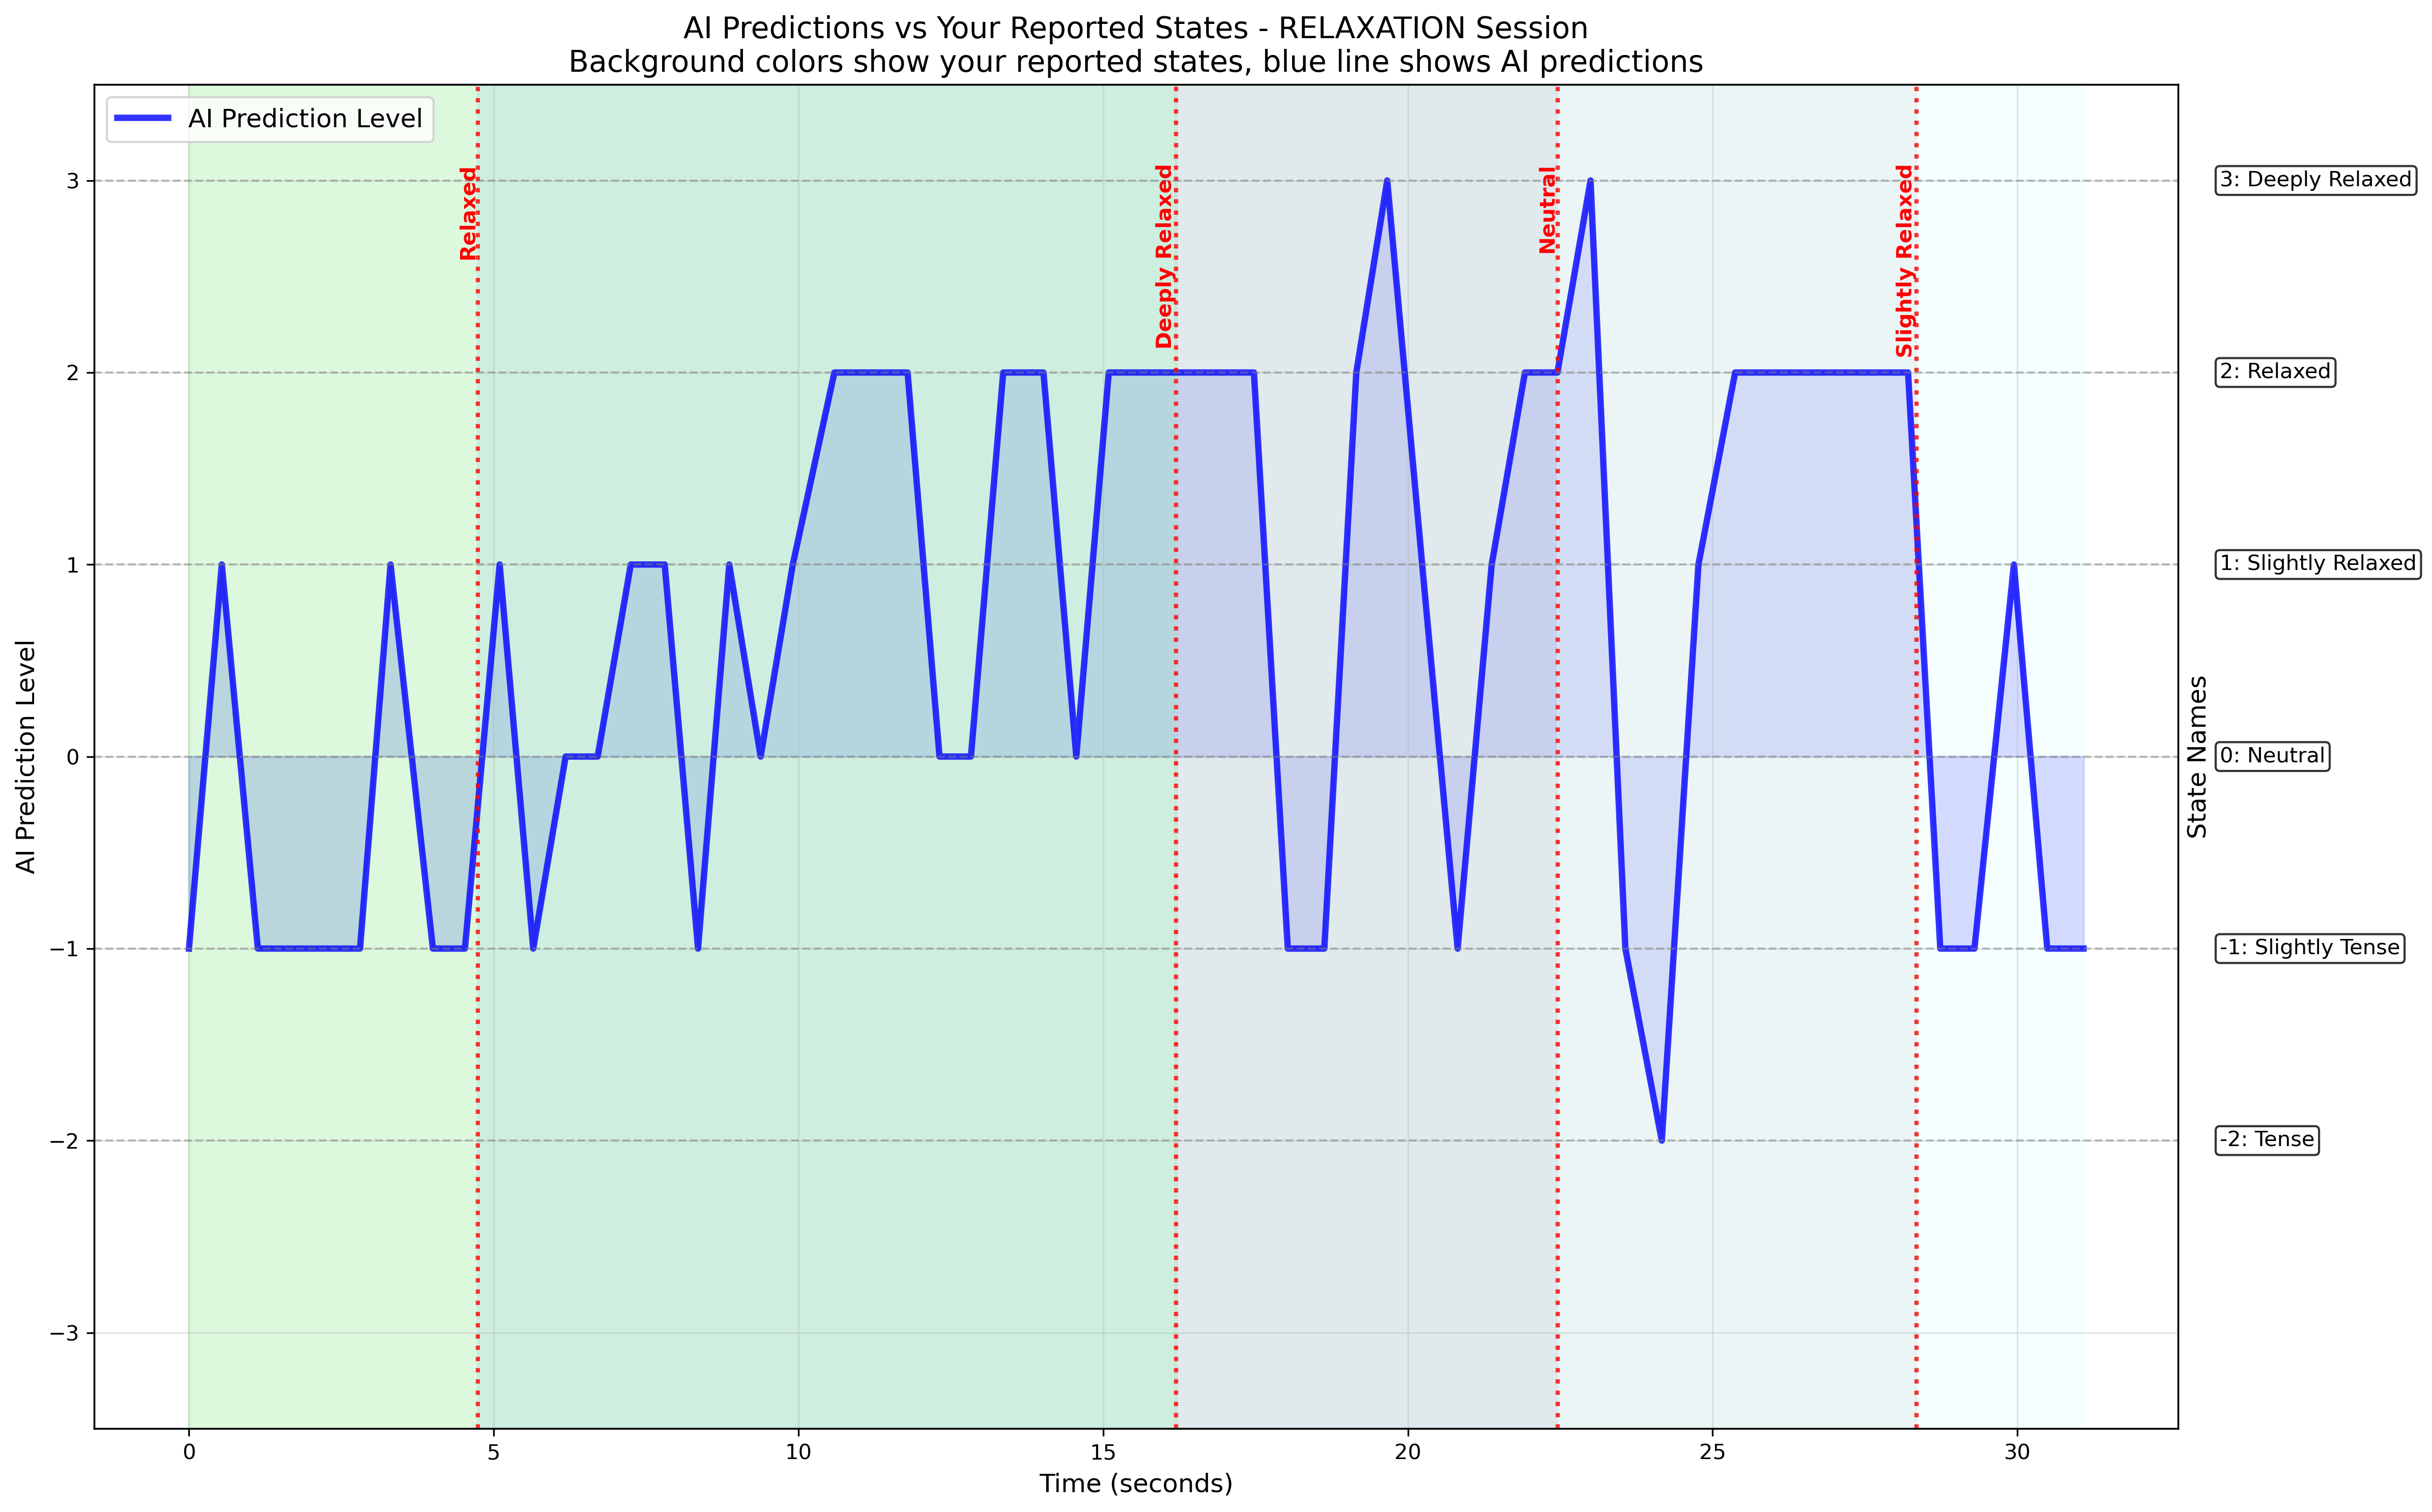 AI Predictions vs Your Reported States - RELAXATION Session
Background colors show your reported states, blue line shows AI predictions
AI Prediction Level
Relaxed
Deeply Relaxed
Neutral
Slightly Relaxed
3
2
1
0
−1
−2
−3
AI Prediction Level
3: Deeply Relaxed
2: Relaxed
1: Slightly Relaxed
0: Neutral
-1: Slightly Tense
-2: Tense
State Names
0
5
10
15
20
25
30
Time (seconds)